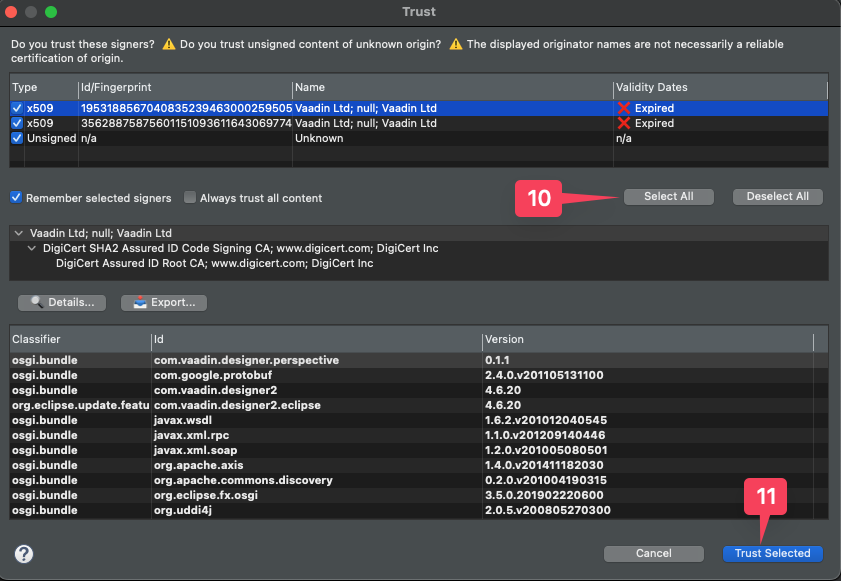 Trust
Do you trust these signers? ⚠ Do you trust unsigned content of unknown origin? ⚠ The displayed originator names are not necessarily a reliable
certification of origin.
Type Id/Fingerprint Name Validity Dates
x509 1953188567040835239463000259505 Vaadin Ltd; null; Vaadin Ltd Expired
x509 3562887587560115109361164306977​4 Vaadin Ltd; null; Vaadin Ltd Expired
Unsigned n/a Unknown n/a
Remember selected signers Always trust all content 10 Select All Deselect All
Vaadin Ltd; null; Vaadin Ltd
DigiCert SHA2 Assured ID Code Signing CA; www.digicert.com; DigiCert Inc
DigiCert Assured ID Root CA; www.digicert.com; DigiCert Inc
Details... Export...
Classifier Id Version
osgi.bundle com.vaadin.designer.perspective 0.1.1
osgi.bundle com.google.protobuf 2.4.0.v201105131100
osgi.bundle com.vaadin.designer2 4.6.20
org.eclipse.update.featu com.vaadin.designer2.eclipse 4.6.20
osgi.bundle javax.wsdl 1.6.2.v201012040545
osgi.bundle javax.xml.rpc 1.1.0.v201209140446
osgi.bundle javax.xml.soap 1.2.0.v201005080501
osgi.bundle org.apache.axis 1.4.0.v201411182030
osgi.bundle org.apache.commons.discovery 0.2.0.v201004190315
osgi.bundle org.eclipse.fx.osgi 3.5.0.201902220600
osgi.bundle org.uddi4j 2.0.5.v200805270300
11
? Cancel Trust Selected